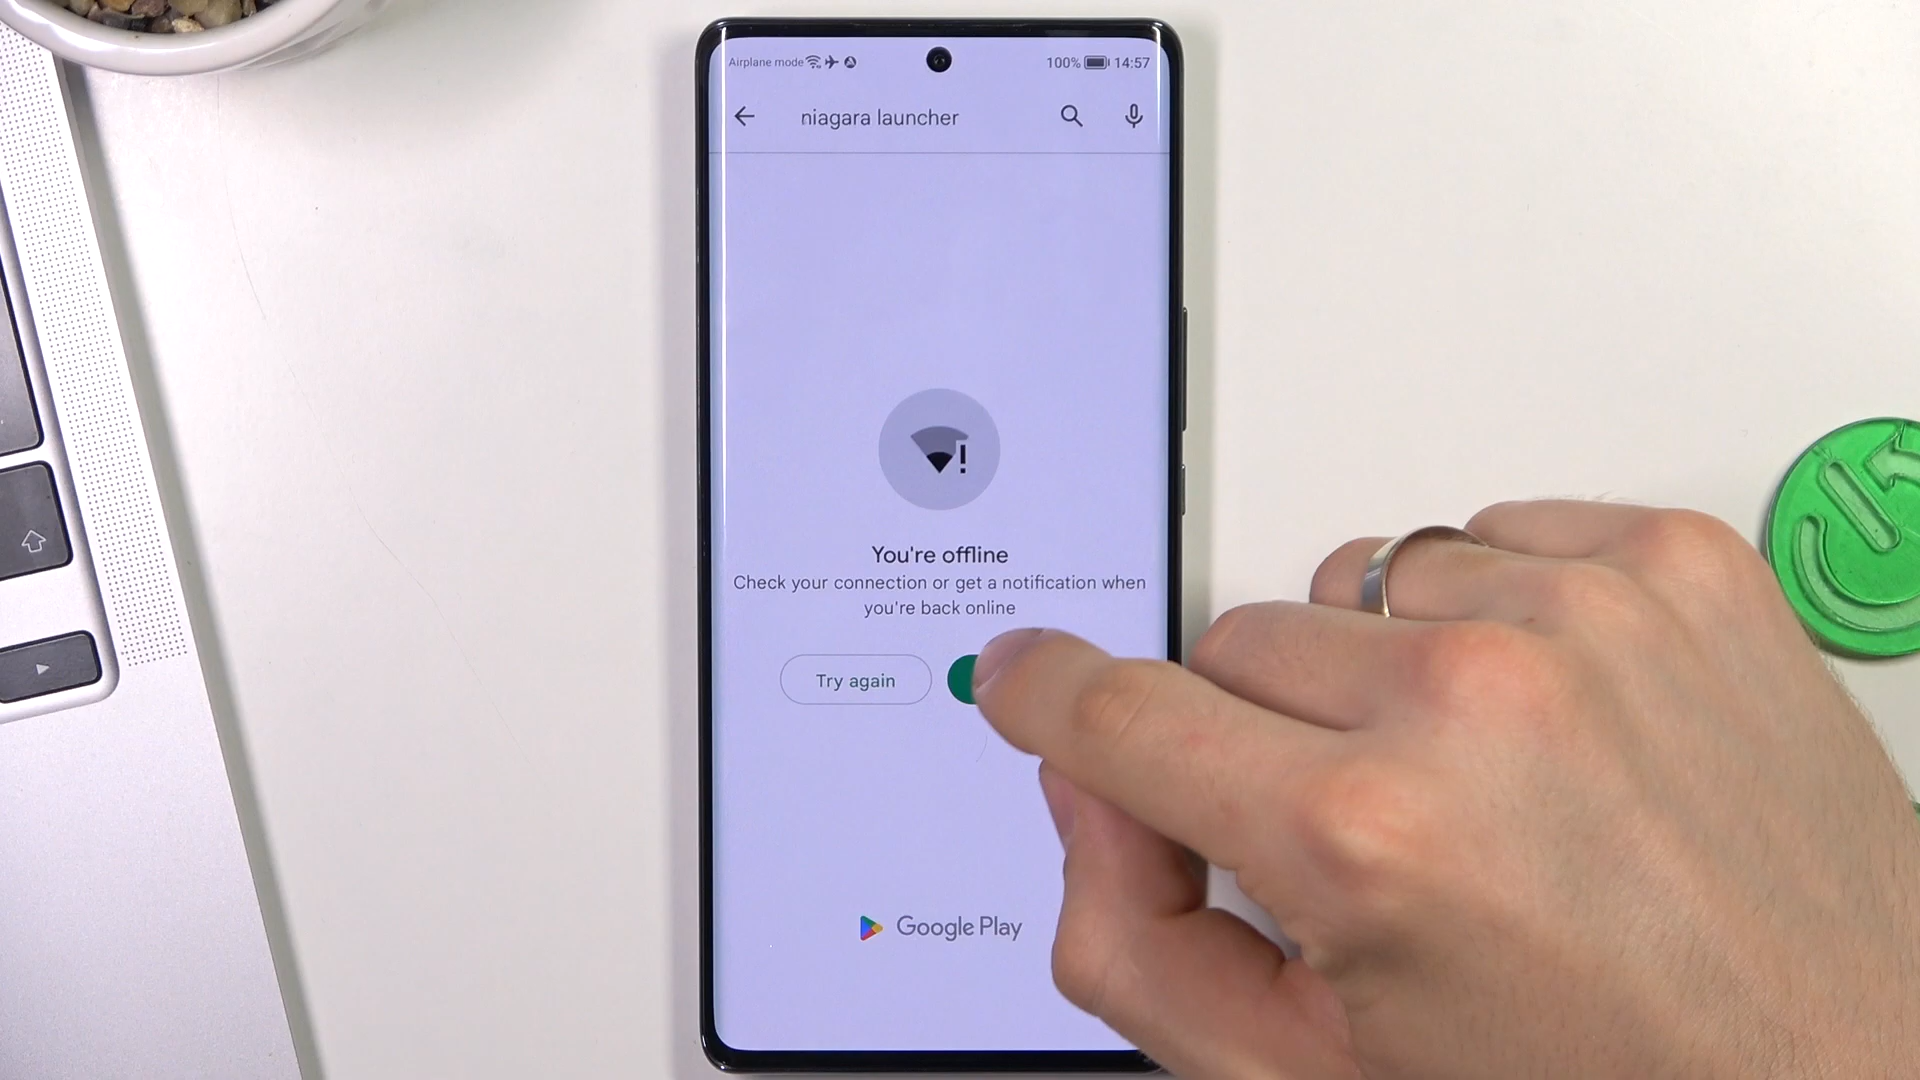 Airplane mode 100% 14:57
niagara launcher
You're offline
Check your connection or get a notification when
you're back online
Try again
Google Play